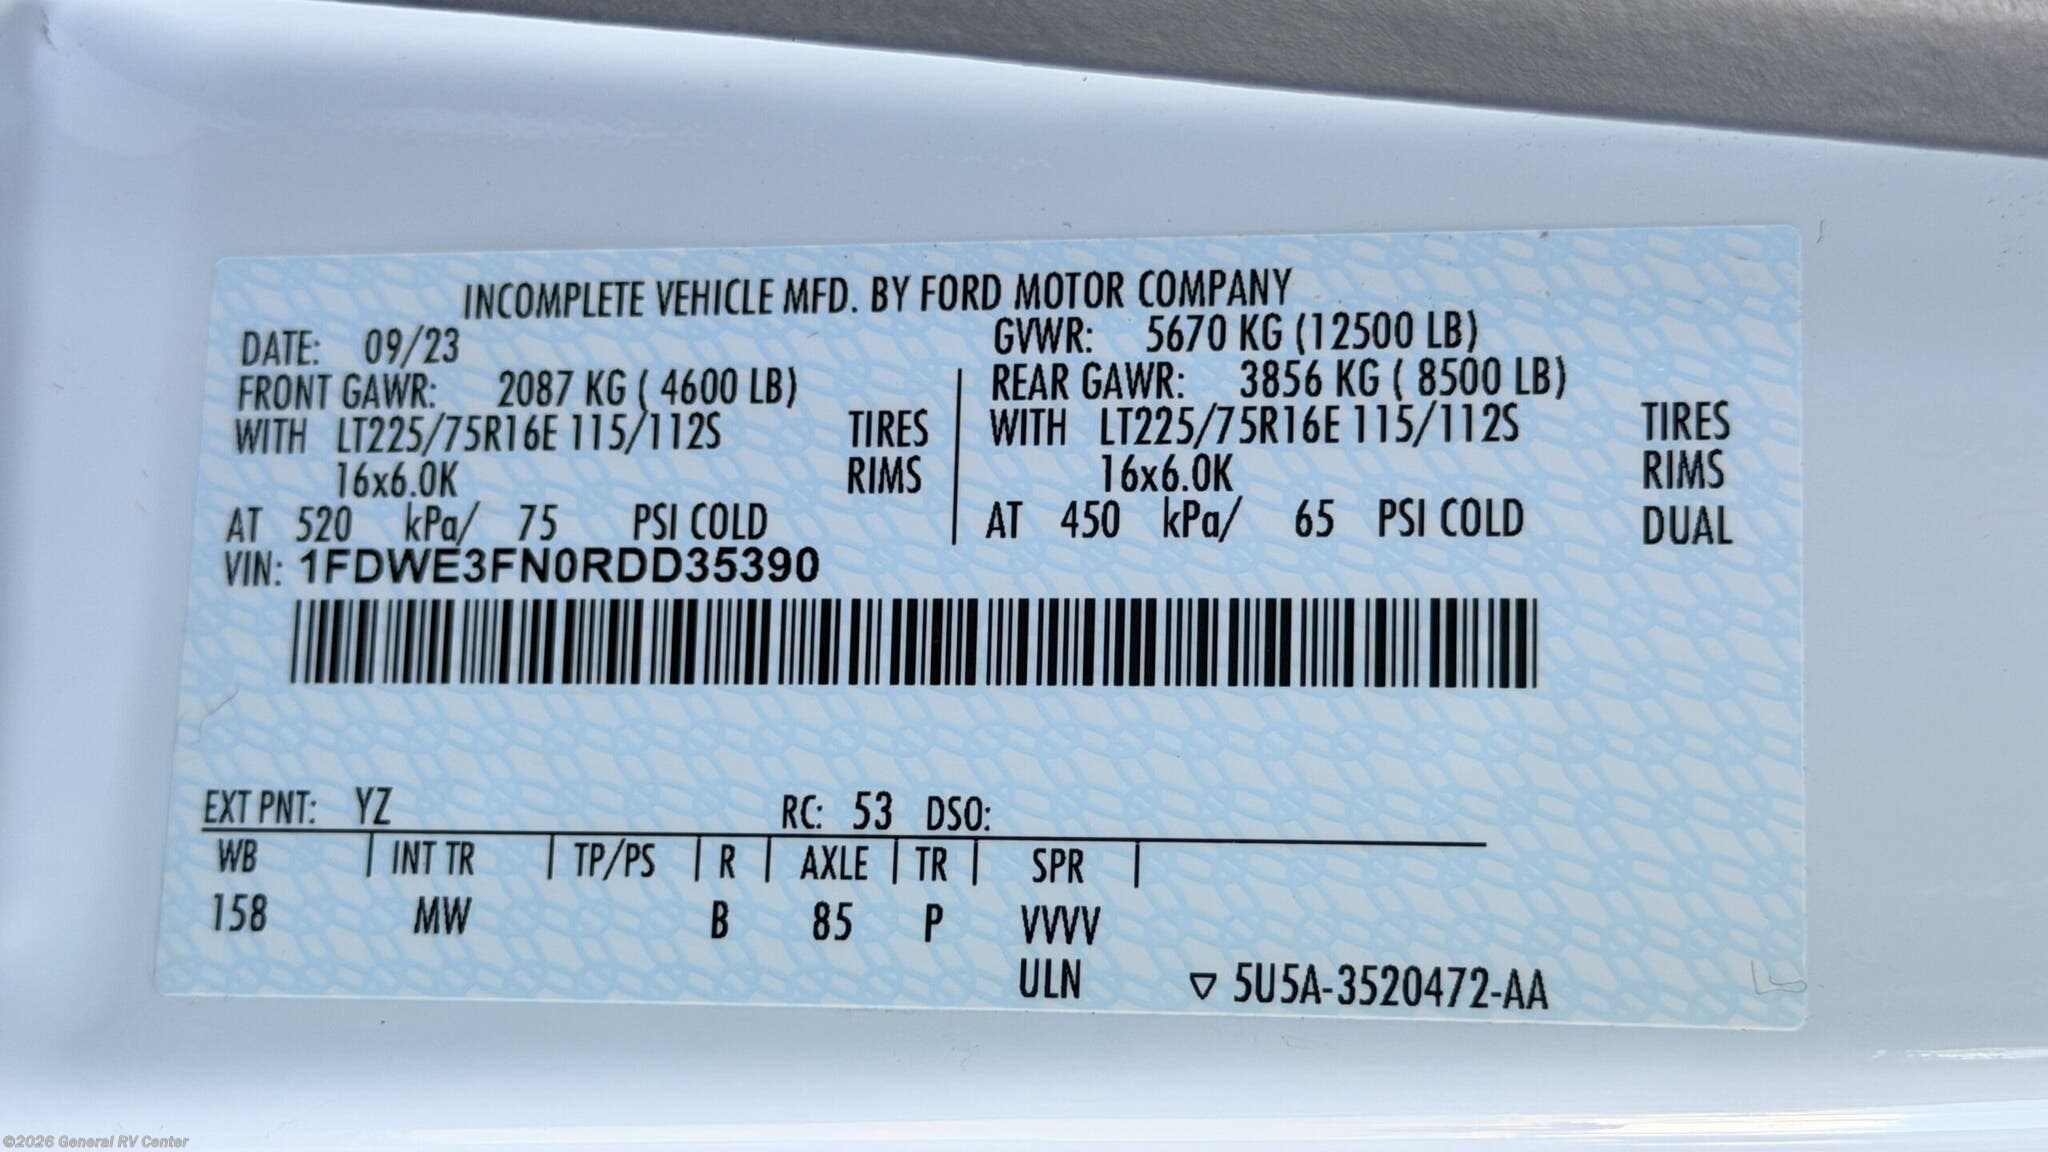 INCOMPLETE VEHICLE MFD. BY FORD MOTOR COMPANY
DATE: 09/23 GVWR: 5670 KG (12500 LB)
FRONT GAWR: 2087 KG ( 4600 LB) REAR GAWR: 3856 KG ( 8500 LB)
WITH LT225/75R16E 115/112S TIRES WITH LT225/75R16E 115/112S TIRES
16x6.0K RIMS 16x6.0K RIMS
AT 520 kPa/ 75 PSI COLD AT 450 kPa/ 65 PSI COLD DUAL
VIN: 1FDWE3FN0RDD35390
EXT PNT: YZ RC: 53 DSO:
WB INT TR TP/PS R AXLE TR SPR
158 MW B 85 P VVVV
ULN ▽ 5U5A-3520472-AA
©2026 General RV Center